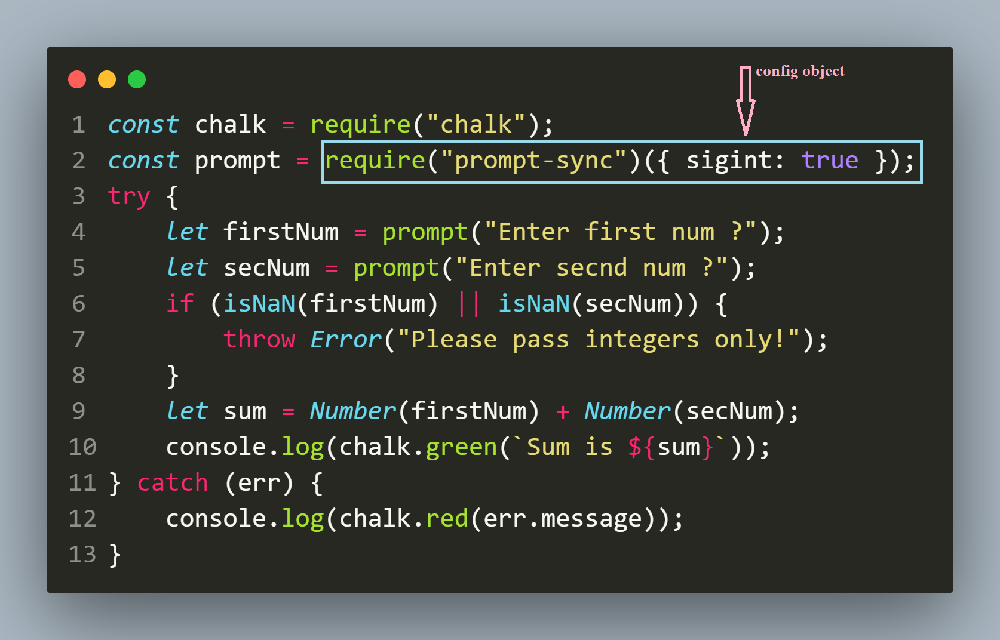 config object
1 const chalk = require("chalk");
2 const prompt = require("prompt-sync")({ sigint: true });
3 try {
4     let firstNum = prompt("Enter first num ?");
5     let secNum = prompt("Enter secnd num ?");
6     if (isNaN(firstNum) || isNaN(secNum)) {
7         throw Error("Please pass integers only!");
8     }
9     let sum = Number(firstNum) + Number(secNum);
10     console.log(chalk.green(`Sum is ${sum}`));
11 } catch (err) {
12     console.log(chalk.red(err.message));
13 }